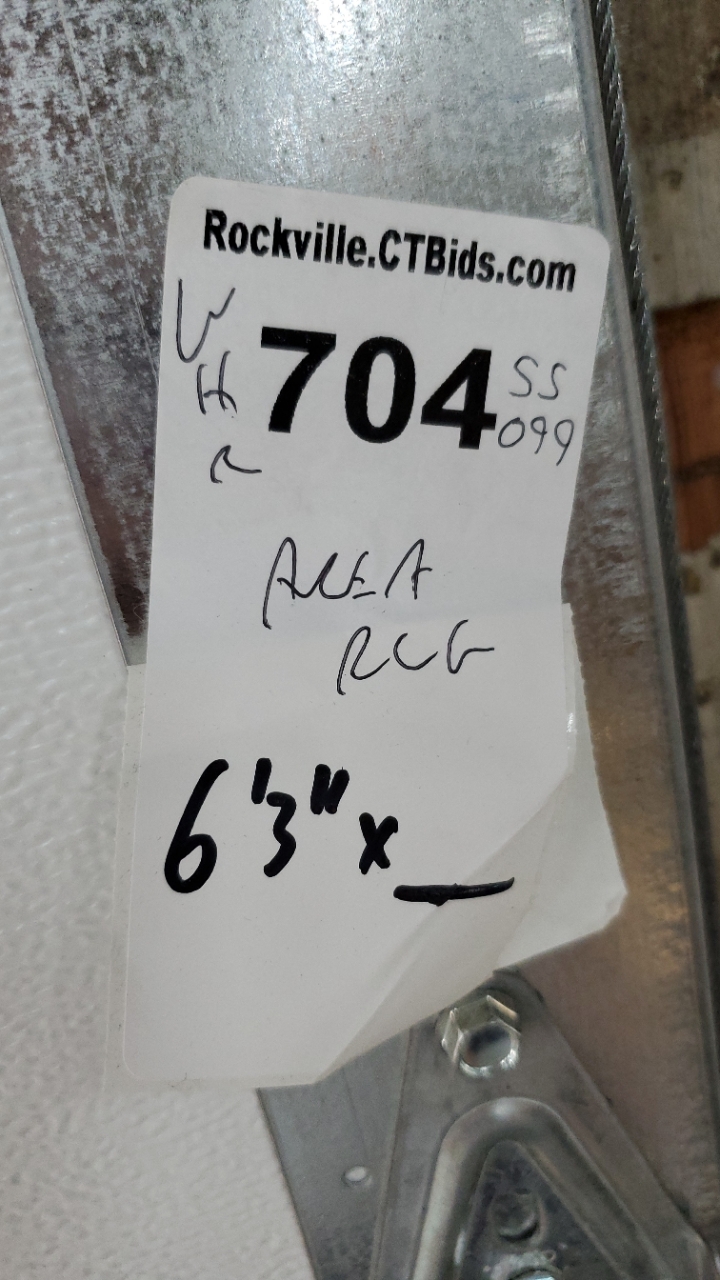 Rockville.CTBids.com
W
H
R
704
SS
099
AREA
RUG
6'3" x _